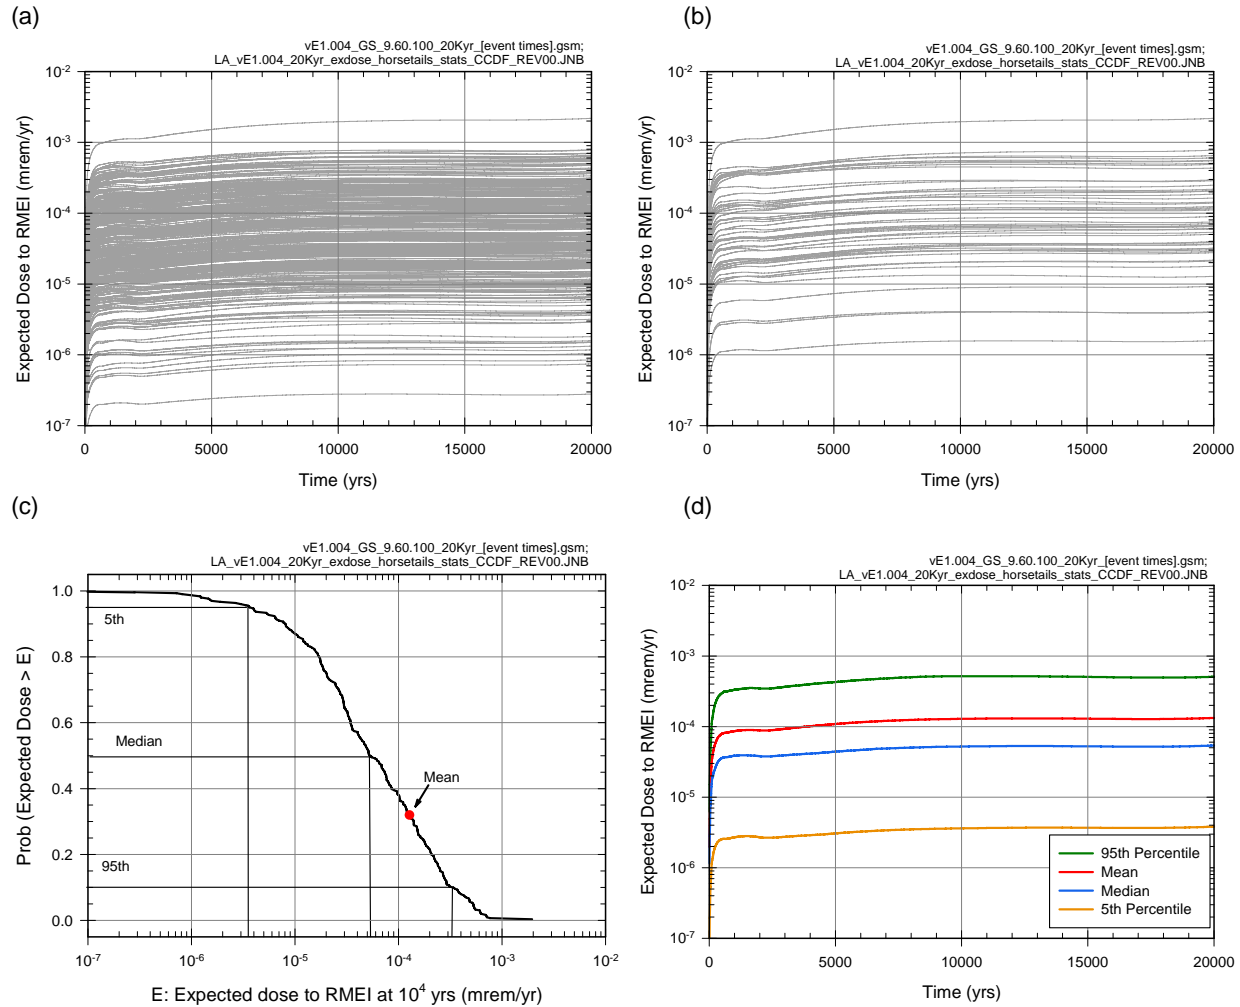 (a)
vE1.004_GS_9.60.100_20Kyr_[event times].gsm;
LA_vE1.004_20Kyr_exdose_horsetails_stats_CCDF_REV00.JNB
Expected Dose to RMEI (mrem/yr)
10-2
10-3
10-4
10-5
10-6
10-7
0 5000 10000 15000 20000
Time (yrs)
(b)
vE1.004_GS_9.60.100_20Kyr_[event times].gsm;
LA_vE1.004_20Kyr_exdose_horsetails_stats_CCDF_REV00.JNB
Expected Dose to RMEI (mrem/yr)
10-2
10-3
10-4
10-5
10-6
10-7
0 5000 10000 15000 20000
Time (yrs)
(c)
vE1.004_GS_9.60.100_20Kyr_[event times].gsm;
LA_vE1.004_20Kyr_exdose_horsetails_stats_CCDF_REV00.JNB
Prob (Expected Dose > E)
1.0
5th
0.8
0.6
Median
Mean
0.4
0.2
95th
0.0
10-7 10-6 10-5 10-4 10-3 10-2
E: Expected dose to RMEI at 104 yrs (mrem/yr)
(d)
vE1.004_GS_9.60.100_20Kyr_[event times].gsm;
LA_vE1.004_20Kyr_exdose_horsetails_stats_CCDF_REV00.JNB
Expected Dose to RMEI (mrem/yr)
10-2
10-3
10-4
10-5
10-6
10-7
95th Percentile
Mean
Median
5th Percentile
0 5000 10000 15000 20000
Time (yrs)